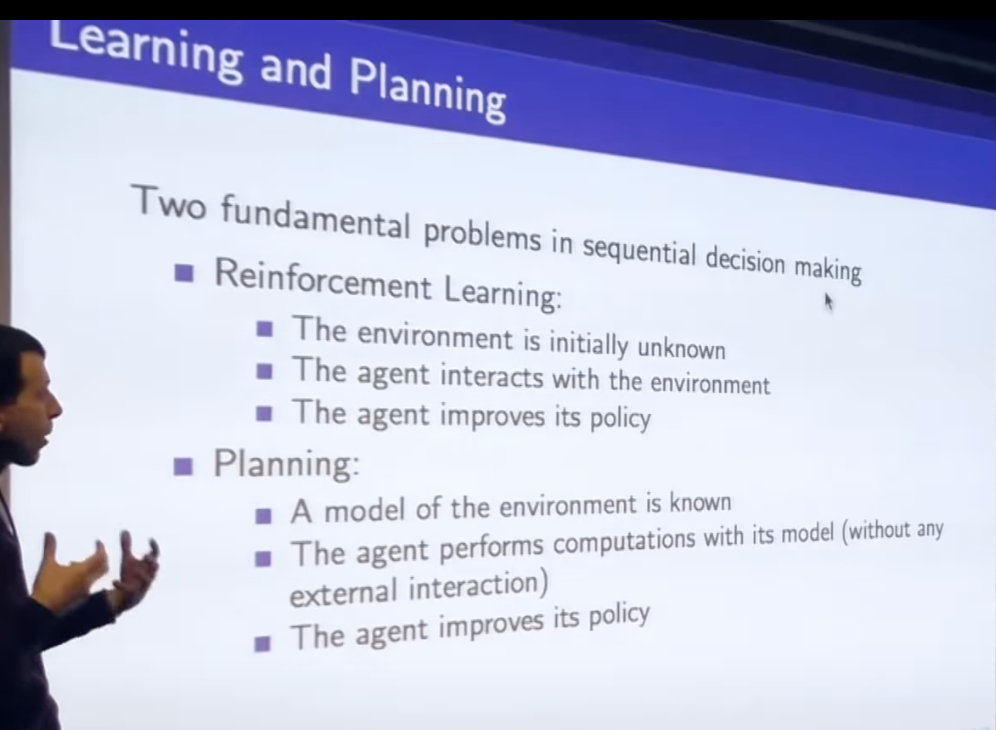 Learning and Planning
Two fundamental problems in sequential decision making
Reinforcement Learning:
The environment is initially unknown
The agent interacts with the environment
The agent improves its policy
Planning:
A model of the environment is known
The agent performs computations with its model (without any
external interaction)
The agent improves its policy